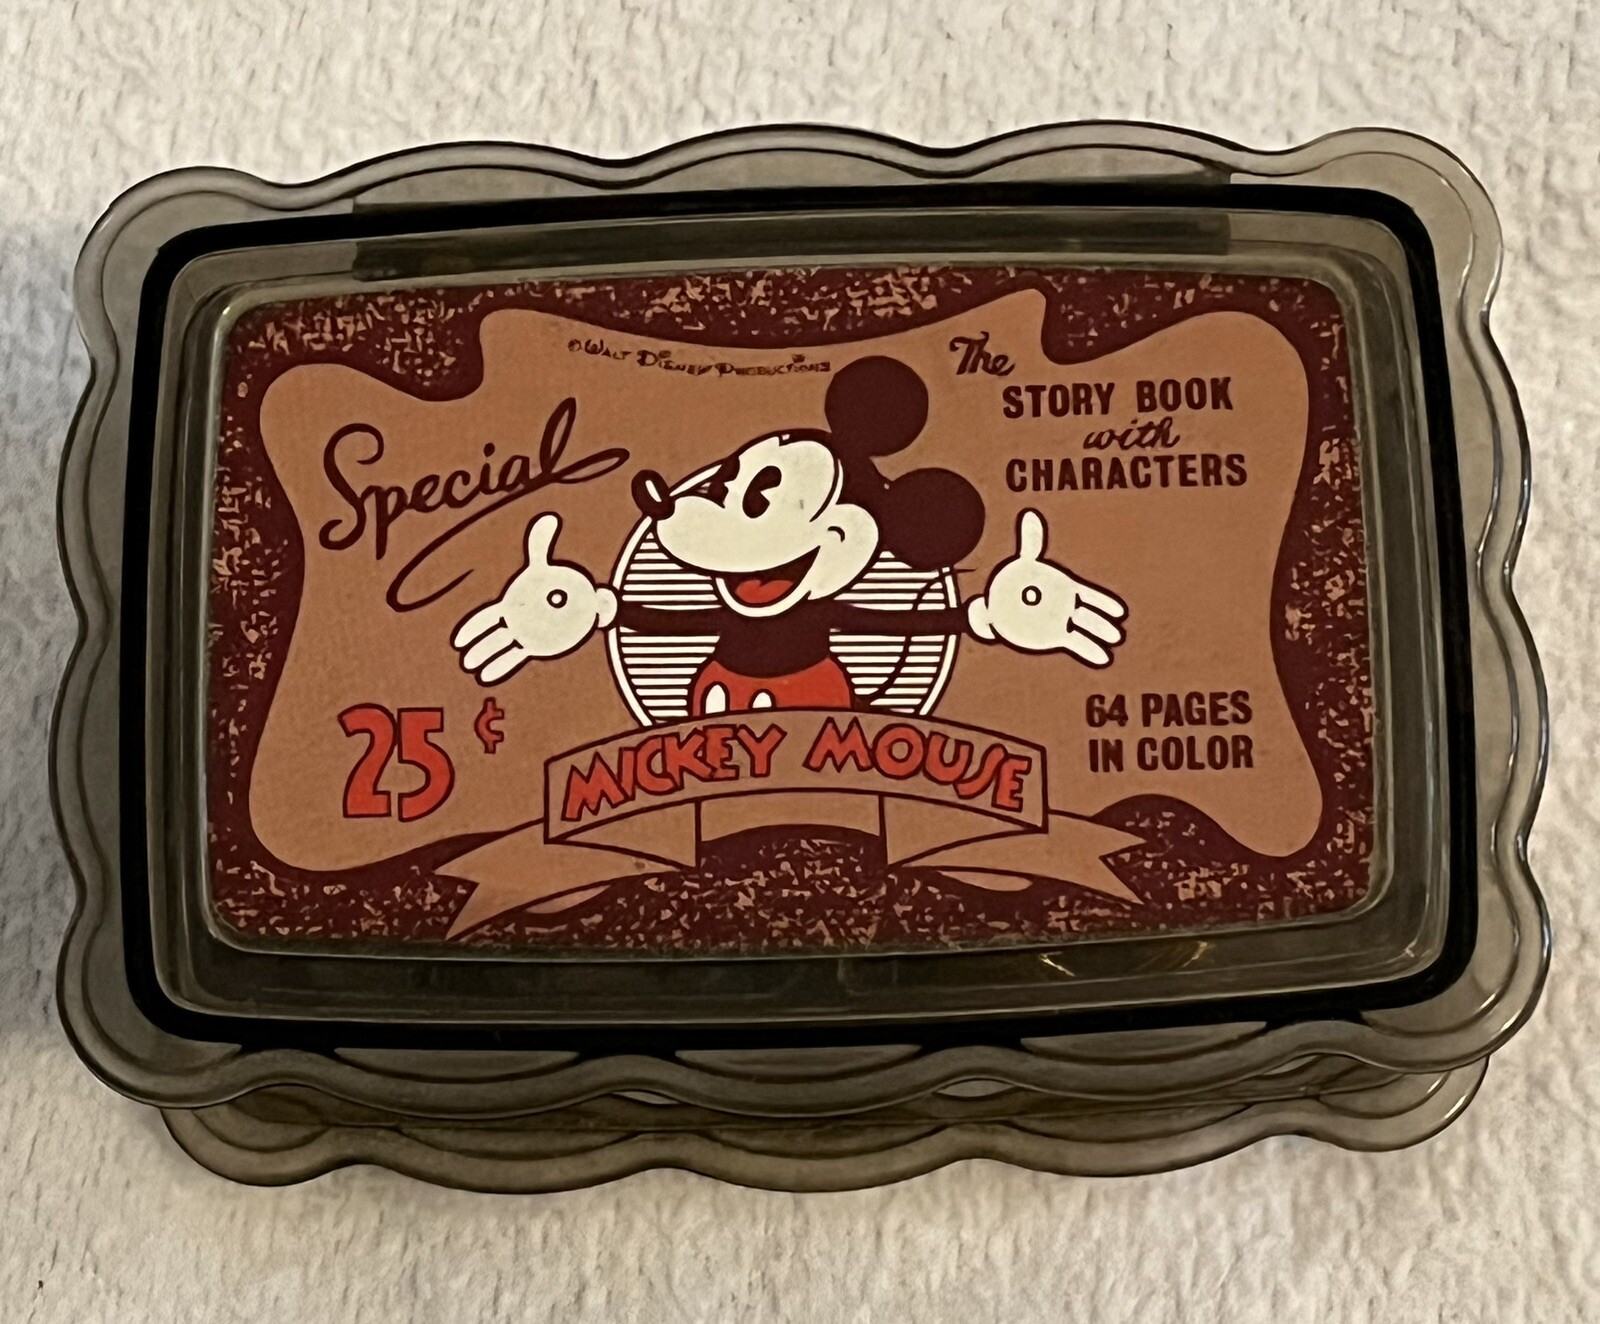 © WALT DISNEY PRODUCTIONS
The
STORY BOOK
with
CHARACTERS
Special
25¢
MICKEY MOUSE
64 PAGES
IN COLOR